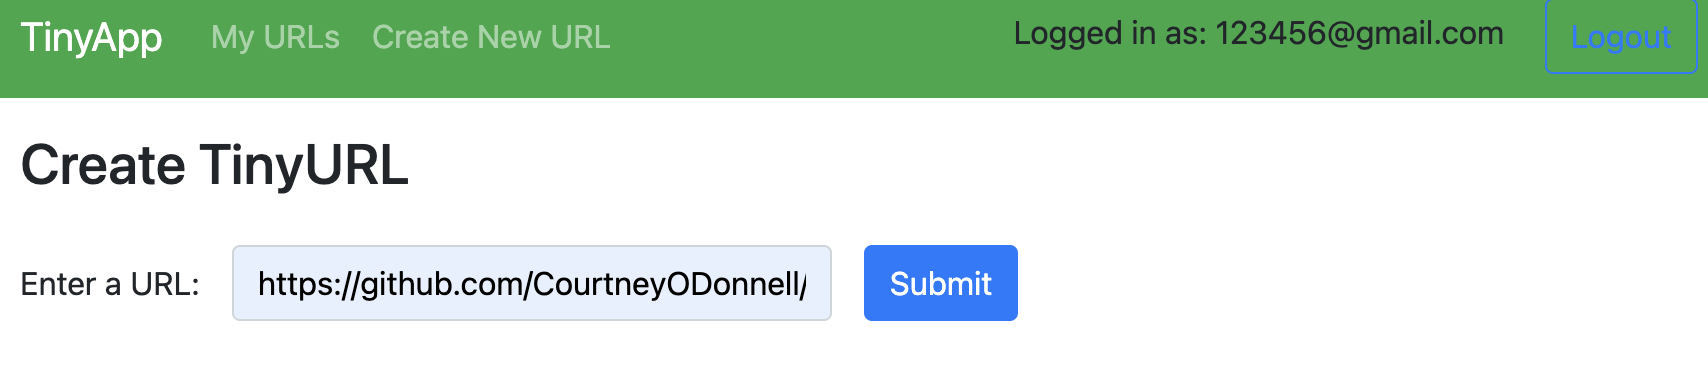 TinyApp My URLs Create New URL Logged in as: 123456@gmail.com Logout
Create TinyURL
Enter a URL: https://github.com/CourtneyODonnell/ Submit